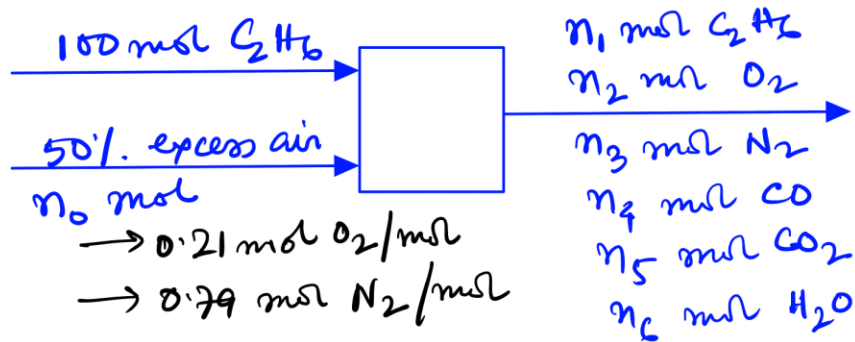 100 mol C₂H₆
50%. excess air
n₀ mol
→ 0.21 mol O₂/mol
→ 0.79 mol N₂/mol
n₁ mol C₂H₆
n₂ mol O₂
n₃ mol N₂
n₄ mol CO
n₅ mol CO₂
n₆ mol H₂O